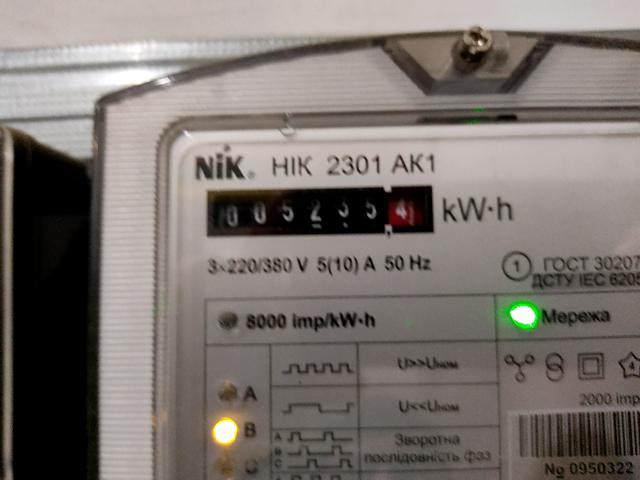 NiK. НІК 2301 АК1
0052354 kW·h
3×220/380 V 5(10) A 50 Hz
1 ГОСТ 30207
ДСТУ IEC 6205
8000 imp/kW·h
Мережа
A
U>>Uном
B
U<<Uном
C
A
B
C
Зворотна
послідовність фаз
2000 imp
№ 0950322